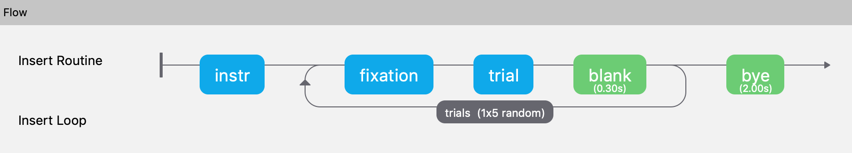 Flow
Insert Routine
instr
fixation
trial
blank
(0.30s)
bye
(2.00s)
trials (1x5 random)
Insert Loop